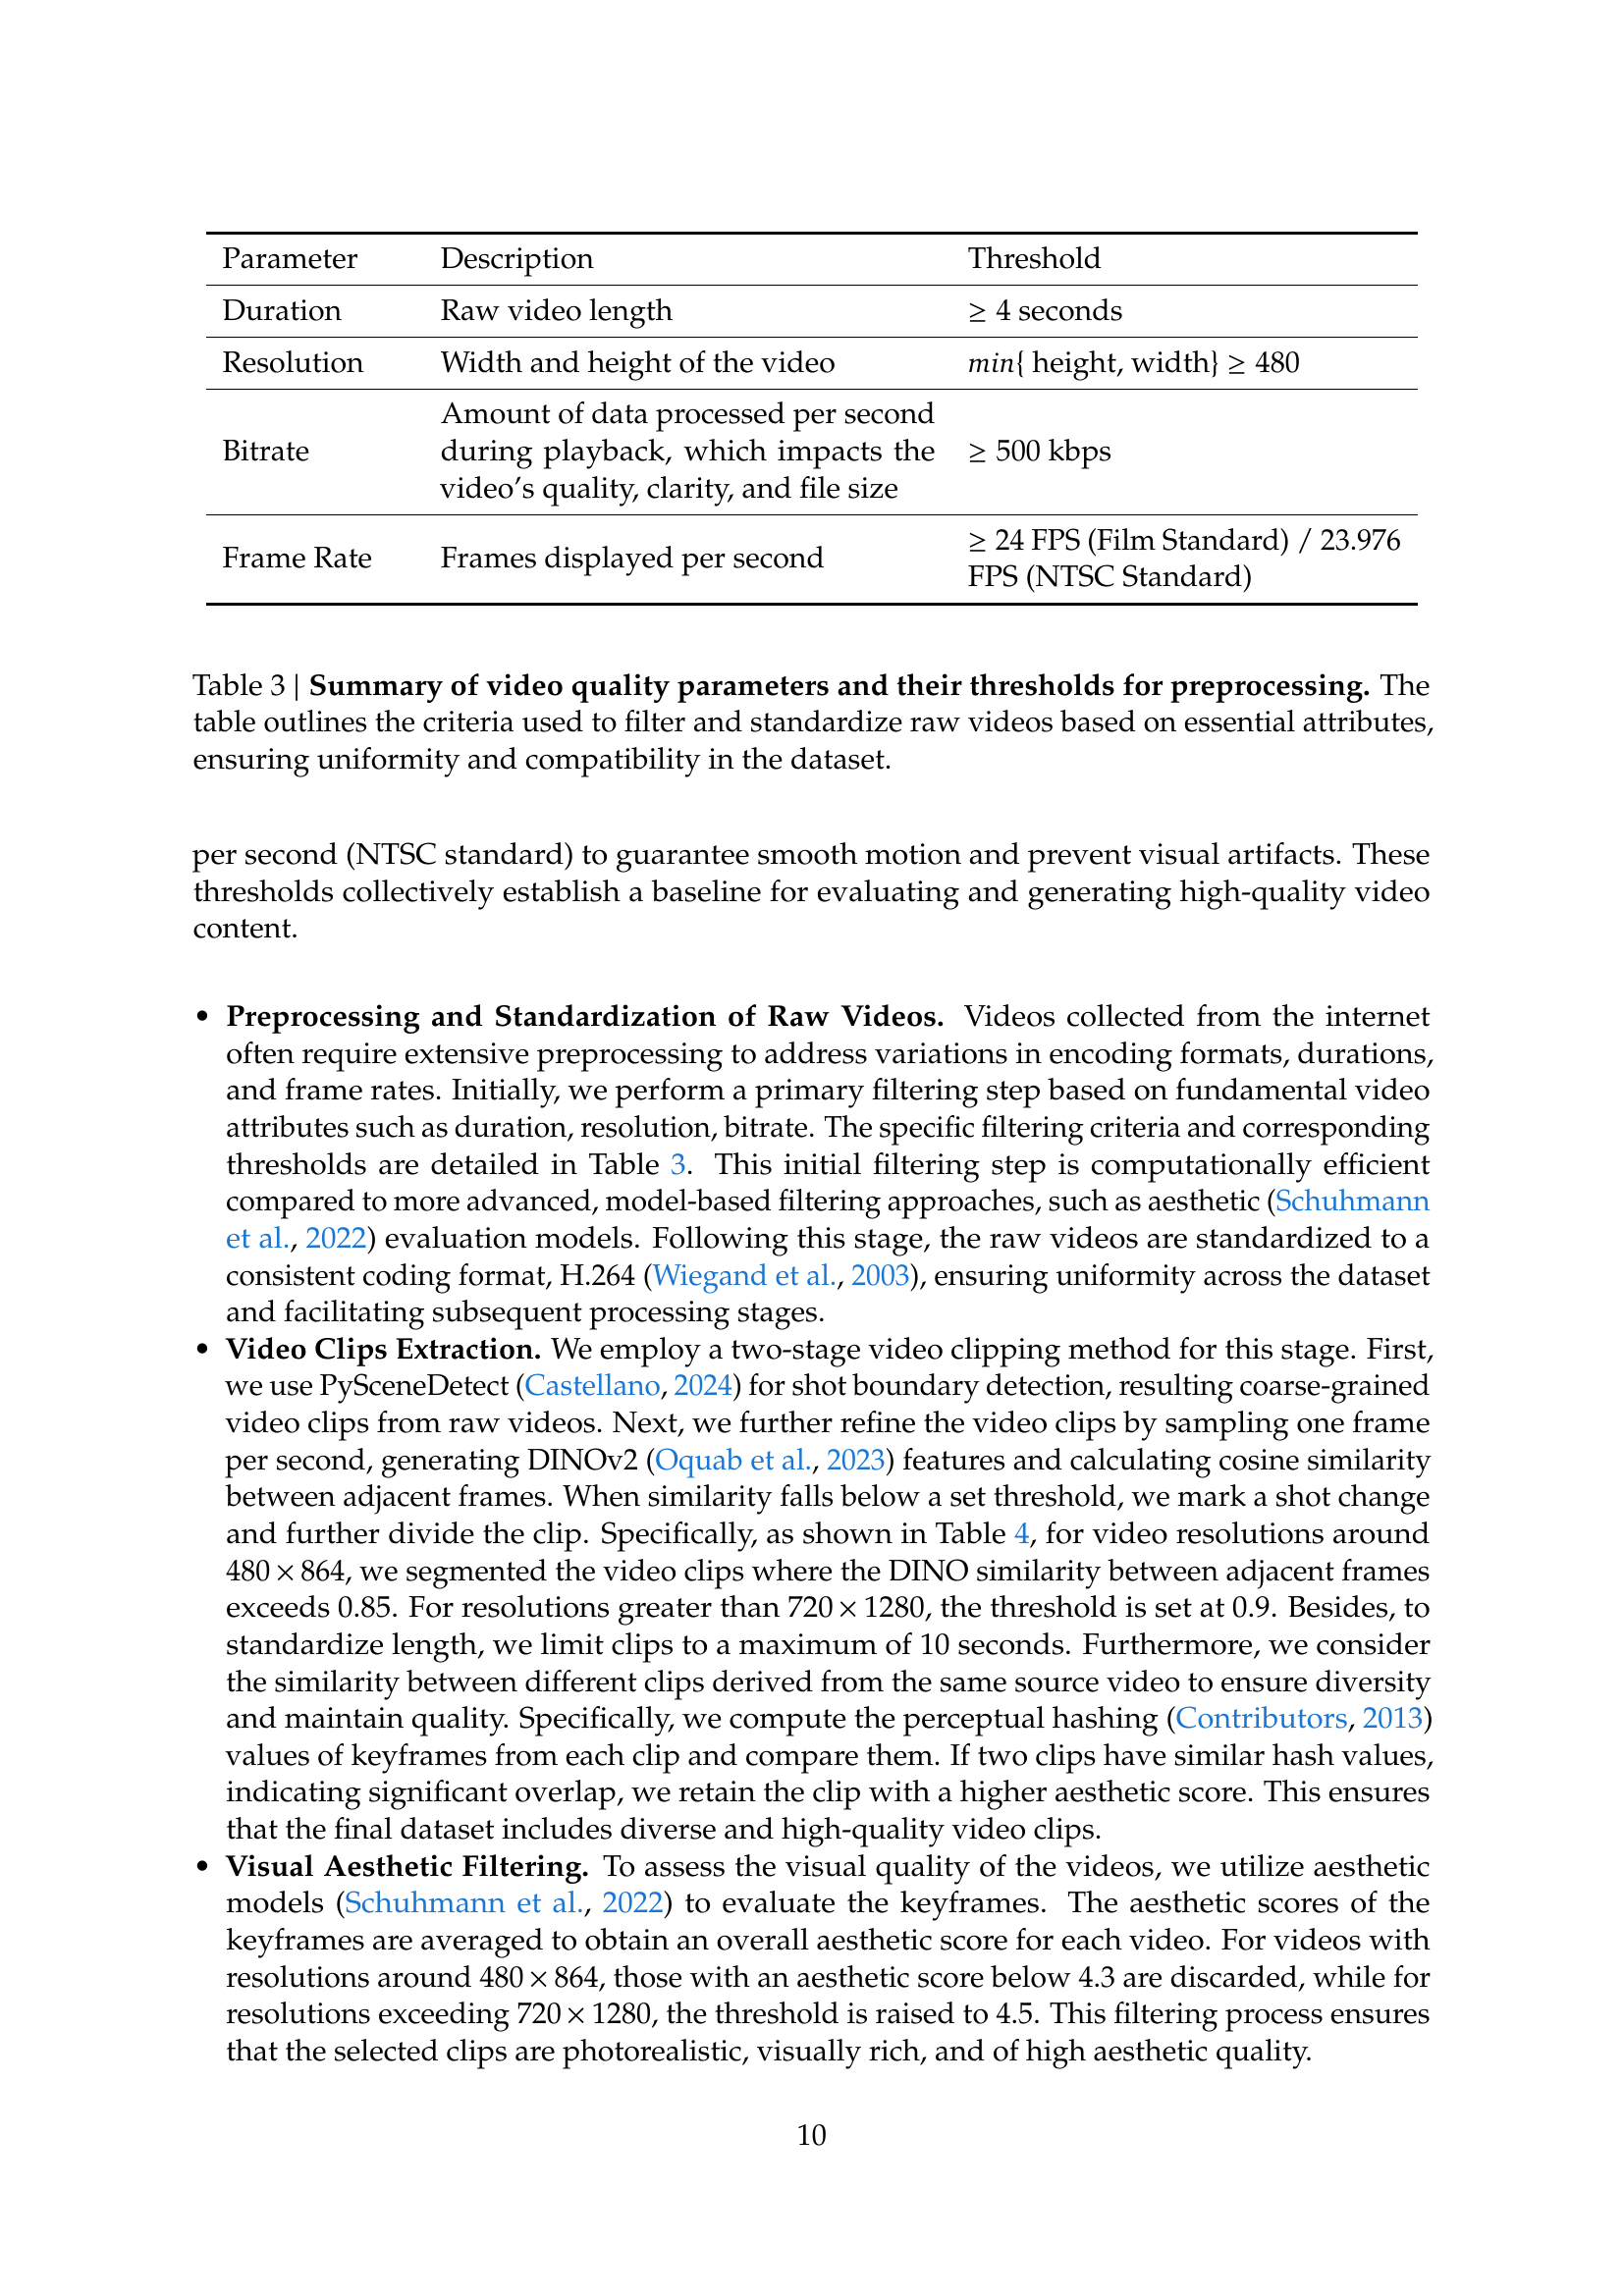 Parameter Description Threshold
Duration Raw video length ≥ 4 seconds
Resolution Width and height of the video min{ height, width} ≥ 480
Bitrate Amount of data processed per second during playback, which impacts the video's quality, clarity, and file size ≥ 500 kbps
Frame Rate Frames displayed per second ≥ 24 FPS (Film Standard) / 23.976 FPS (NTSC Standard)
Table 3 | Summary of video quality parameters and their thresholds for preprocessing. The
table outlines the criteria used to filter and standardize raw videos based on essential attributes,
ensuring uniformity and compatibility in the dataset.
per second (NTSC standard) to guarantee smooth motion and prevent visual artifacts. These
thresholds collectively establish a baseline for evaluating and generating high-quality video
content.
• Preprocessing and Standardization of Raw Videos. Videos collected from the internet
often require extensive preprocessing to address variations in encoding formats, durations,
and frame rates. Initially, we perform a primary filtering step based on fundamental video
attributes such as duration, resolution, bitrate. The specific filtering criteria and corresponding
thresholds are detailed in Table 3. This initial filtering step is computationally efficient
compared to more advanced, model-based filtering approaches, such as aesthetic (Schuhmann
et al., 2022) evaluation models. Following this stage, the raw videos are standardized to a
consistent coding format, H.264 (Wiegand et al., 2003), ensuring uniformity across the dataset
and facilitating subsequent processing stages.
• Video Clips Extraction. We employ a two-stage video clipping method for this stage. First,
we use PySceneDetect (Castellano, 2024) for shot boundary detection, resulting coarse-grained
video clips from raw videos. Next, we further refine the video clips by sampling one frame
per second, generating DINOv2 (Oquab et al., 2023) features and calculating cosine similarity
between adjacent frames. When similarity falls below a set threshold, we mark a shot change
and further divide the clip. Specifically, as shown in Table 4, for video resolutions around
480 × 864, we segmented the video clips where the DINO similarity between adjacent frames
exceeds 0.85. For resolutions greater than 720 × 1280, the threshold is set at 0.9. Besides, to
standardize length, we limit clips to a maximum of 10 seconds. Furthermore, we consider
the similarity between different clips derived from the same source video to ensure diversity
and maintain quality. Specifically, we compute the perceptual hashing (Contributors, 2013)
values of keyframes from each clip and compare them. If two clips have similar hash values,
indicating significant overlap, we retain the clip with a higher aesthetic score. This ensures
that the final dataset includes diverse and high-quality video clips.
• Visual Aesthetic Filtering. To assess the visual quality of the videos, we utilize aesthetic
models (Schuhmann et al., 2022) to evaluate the keyframes. The aesthetic scores of the
keyframes are averaged to obtain an overall aesthetic score for each video. For videos with
resolutions around 480 × 864, those with an aesthetic score below 4.3 are discarded, while for
resolutions exceeding 720 × 1280, the threshold is raised to 4.5. This filtering process ensures
that the selected clips are photorealistic, visually rich, and of high aesthetic quality.
10